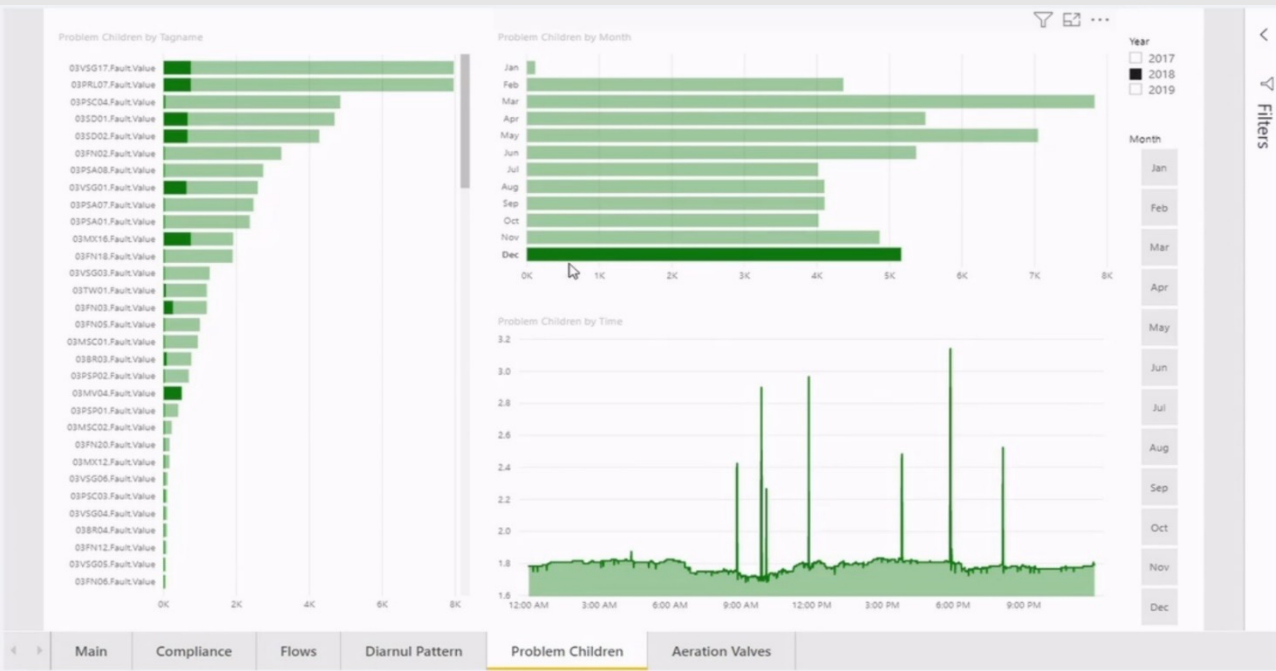 Problem Children by Tagname
03VSG17.Fault.Value
03PRL07.Fault.Value
03PSC04.Fault.Value
03SD01.Fault.Value
03SD02.Fault.Value
03FN02.Fault.Value
03PSA08.Fault.Value
03VSG01.Fault.Value
03PSA07.Fault.Value
03PSA01.Fault.Value
03MX16.Fault.Value
03FN18.Fault.Value
03VSG03.Fault.Value
03TW01.Fault.Value
03FN03.Fault.Value
03FN05.Fault.Value
03MSC01.Fault.Value
03BR03.Fault.Value
03PSP02.Fault.Value
03MV04.Fault.Value
03PSP01.Fault.Value
03MSC02.Fault.Value
03FN20.Fault.Value
03MX12.Fault.Value
03VSG06.Fault.Value
03PSC03.Fault.Value
03VSG04.Fault.Value
03BR04.Fault.Value
03FN12.Fault.Value
03VSG05.Fault.Value
03FN06.Fault.Value
0K 2K 4K 6K 8K
Problem Children by Month
Jan
Feb
Mar
Apr
May
Jun
Jul
Aug
Sep
Oct
Nov
Dec
0K 1K 2K 3K 4K 5K 6K 7K 8K
Problem Children by Time
3.2
3.0
2.8
2.6
2.4
2.2
2.0
1.8
1.6
12:00 AM 3:00 AM 6:00 AM 9:00 AM 12:00 PM 3:00 PM 6:00 PM 9:00 PM
Year
2017
2018
2019
Month
Jan
Feb
Mar
Apr
May
Jun
Jul
Aug
Sep
Oct
Nov
Dec
Filters
Main Compliance Flows Diarnul Pattern Problem Children Aeration Valves